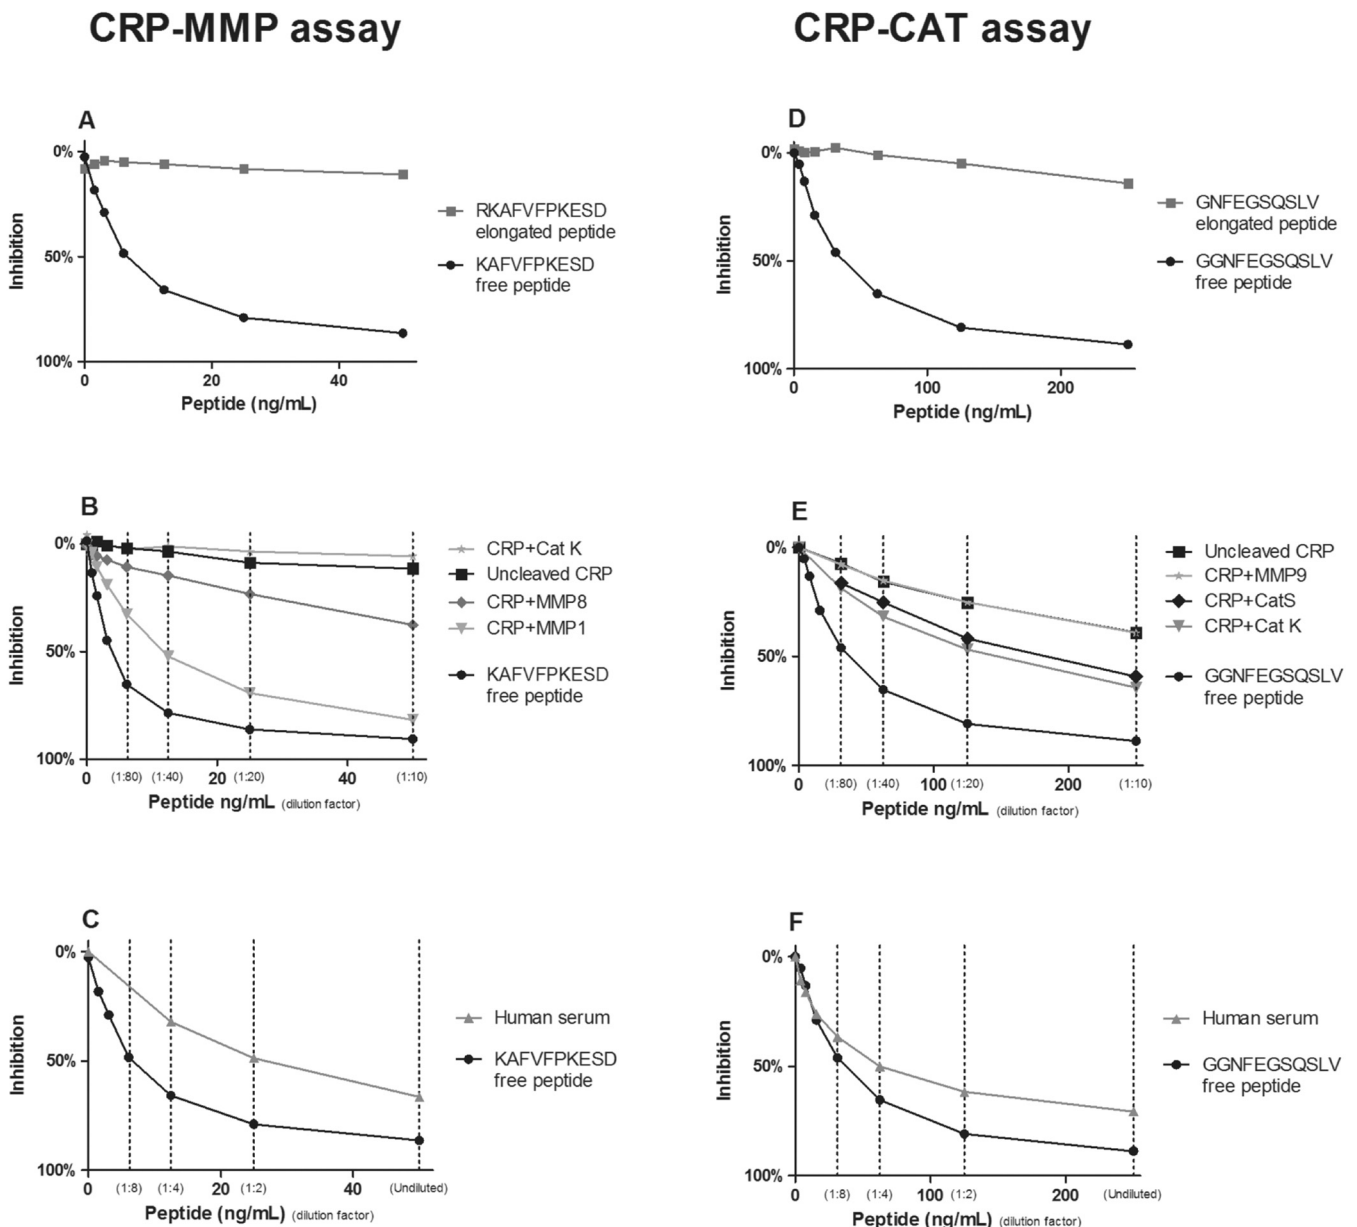 CRP-MMP assay
CRP-CAT assay
A
0%
50%
100%
Inhibition
0
20
40
Peptide (ng/mL)
RKAFVFPKESD
elongated peptide
KAFVFPKESD
free peptide
D
0%
50%
100%
Inhibition
0
100
200
Peptide (ng/mL)
GNFEGSQSLV
elongated peptide
GGNFEGSQSLV
free peptide
B
0%
50%
100%
Inhibition
0
(1:80)
(1:40)
20
(1:20)
40
(1:10)
Peptide ng/mL (dilution factor)
CRP+Cat K
Uncleaved CRP
CRP+MMP8
CRP+MMP1
KAFVFPKESD
free peptide
E
0%
50%
100%
Inhibition
0
(1:80)
(1:40)
100
(1:20)
200
(1:10)
Peptide ng/mL (dilution factor)
Uncleaved CRP
CRP+MMP9
CRP+CatS
CRP+Cat K
GGNFEGSQSLV
free peptide
C
0%
50%
100%
Inhibition
0
(1:8)
(1:4)
20
(1:2)
40
(Undiluted)
Peptide (ng/mL) (dilution factor)
Human serum
KAFVFPKESD
free peptide
F
0%
50%
100%
Inhibition
0
(1:8)
(1:4)
100
(1:2)
200
(Undiluted)
Peptide (ng/mL) (dilution factor)
Human serum
GGNFEGSQSLV
free peptide